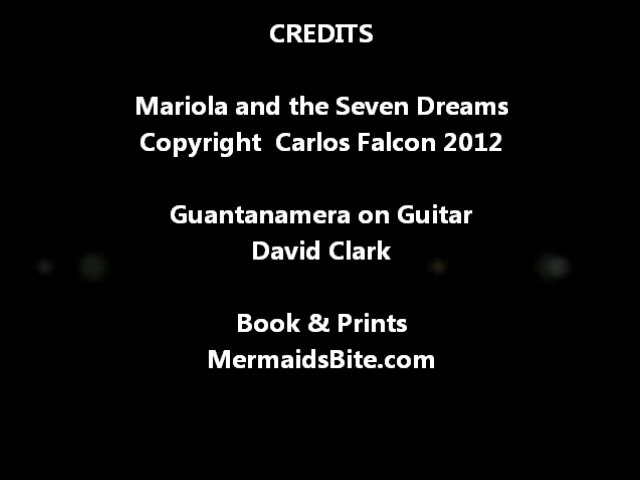 CREDITS
Mariola and the Seven Dreams
Copyright  Carlos Falcon 2012
Guantanamera on Guitar
David Clark
Book & Prints
MermaidsBite.com